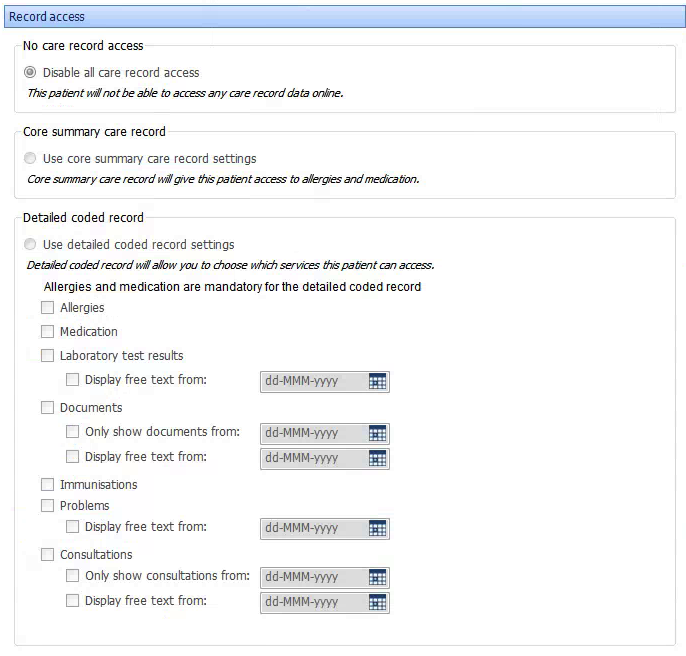 Record access
No care record access
Disable all care record access
This patient will not be able to access any care record data online.
Core summary care record
Use core summary care record settings
Core summary care record will give this patient access to allergies and medication.
Detailed coded record
Use detailed coded record settings
Detailed coded record will allow you to choose which services this patient can access.
Allergies and medication are mandatory for the detailed coded record
Allergies
Medication
Laboratory test results
Display free text from: dd-MMM-yyyy
Documents
Only show documents from: dd-MMM-yyyy
Display free text from: dd-MMM-yyyy
Immunisations
Problems
Display free text from: dd-MMM-yyyy
Consultations
Only show consultations from: dd-MMM-yyyy
Display free text from: dd-MMM-yyyy